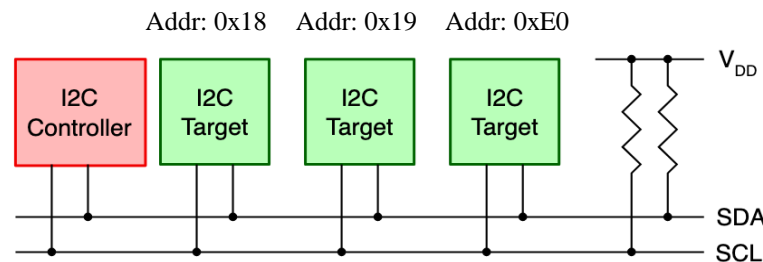 Addr: 0x18 Addr: 0x19 Addr: 0xE0
I2C Controller
I2C Target
I2C Target
I2C Target
VDD
SDA
SCL